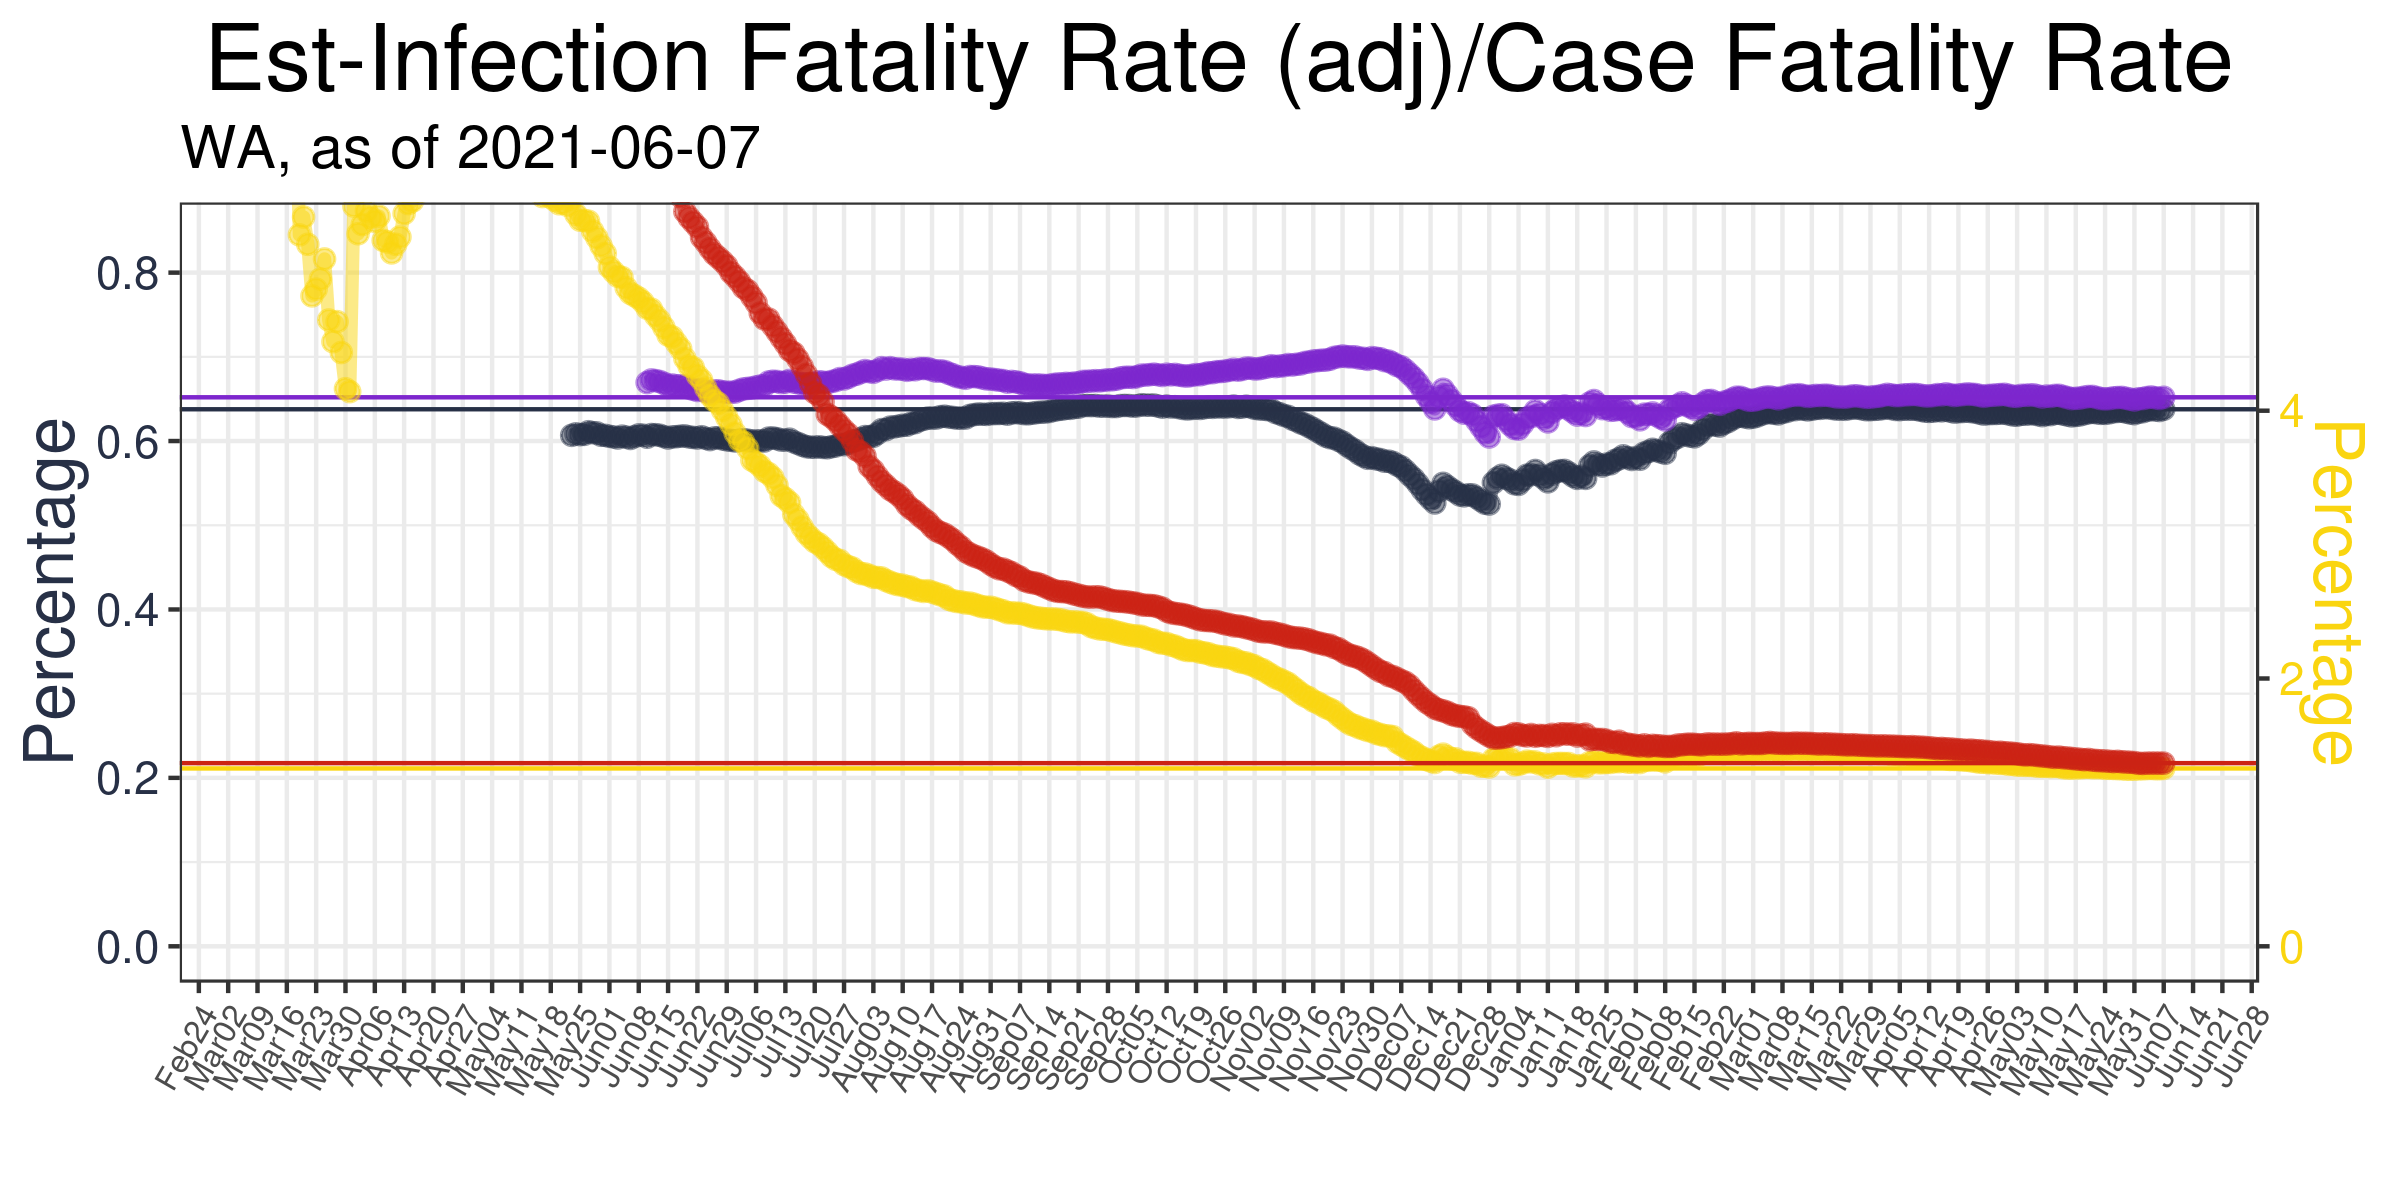 Est-Infection Fatality Rate (adj)/Case Fatality Rate
WA, as of 2021-06-07
Percentage
0.8
0.6
0.4
0.2
0.0
4
2
0
Percentage
Feb24
Mar02
Mar09
Mar16
Mar23
Mar30
Apr06
Apr13
Apr20
Apr27
May04
May11
May18
May25
Jun01
Jun08
Jun15
Jun22
Jun29
Jul06
Jul13
Jul20
Jul27
Aug03
Aug10
Aug17
Aug24
Aug31
Sep07
Sep14
Sep21
Sep28
Oct05
Oct12
Oct19
Oct26
Nov02
Nov09
Nov16
Nov23
Nov30
Dec07
Dec14
Dec21
Dec28
Jan04
Jan11
Jan18
Jan25
Feb01
Feb08
Feb15
Feb22
Mar01
Mar08
Mar15
Mar22
Mar29
Apr05
Apr12
Apr19
Apr26
May03
May10
May17
May24
May31
Jun07
Jun14
Jun21
Jun28